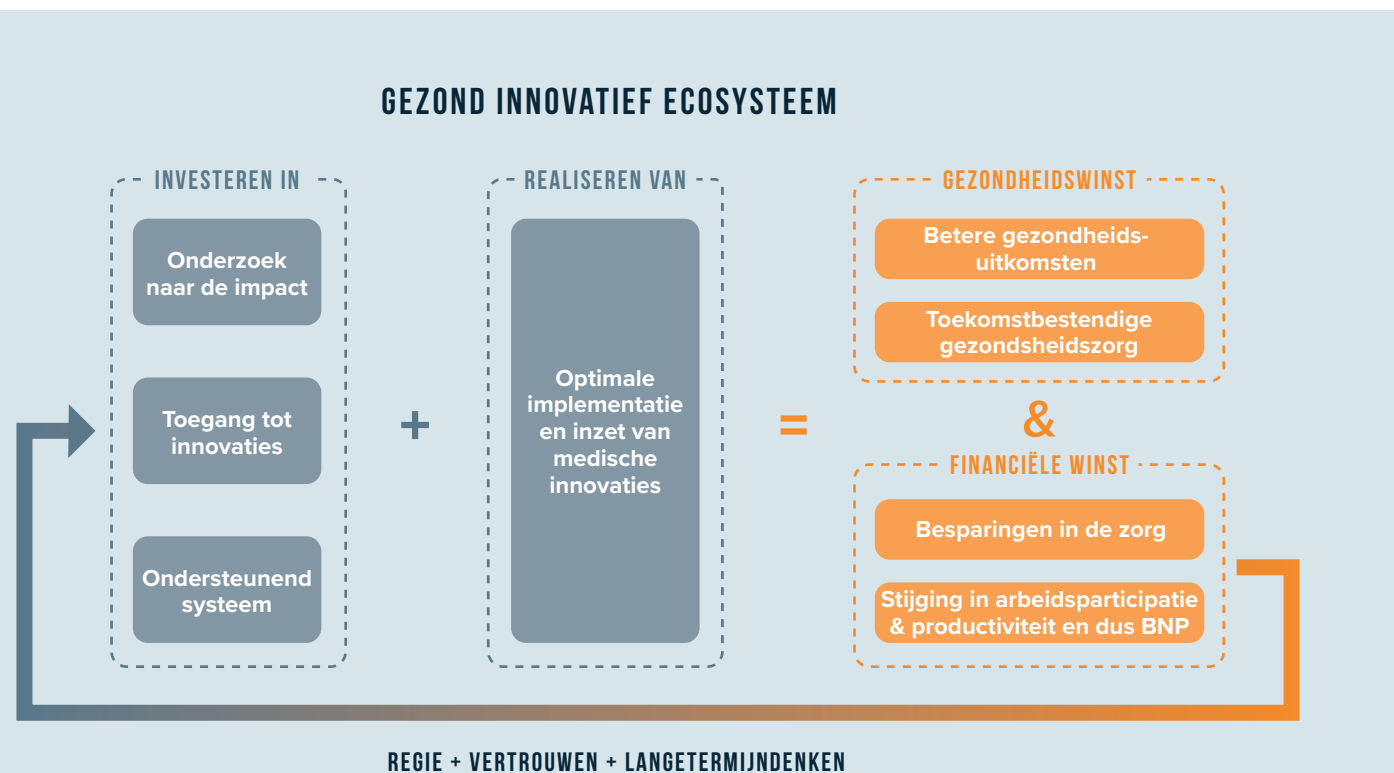 GEZOND INNOVATIEF ECOSYSTEEM
INVESTEREN IN
Onderzoek
naar de impact
Toegang tot
innovaties
Ondersteunend
systeem
+
REALISEREN VAN
Optimale
implementatie
en inzet van
medische
innovaties
=
GEZONDHEIDSWINST
Betere gezondheids-
uitkomsten
Toekomstbestendige
gezondsheidszorg
&
FINANCIËLE WINST
Besparingen in de zorg
Stijging in arbeidsparticipatie
& productiviteit en dus BNP
REGIE + VERTROUWEN + LANGETERMIJNDENKEN